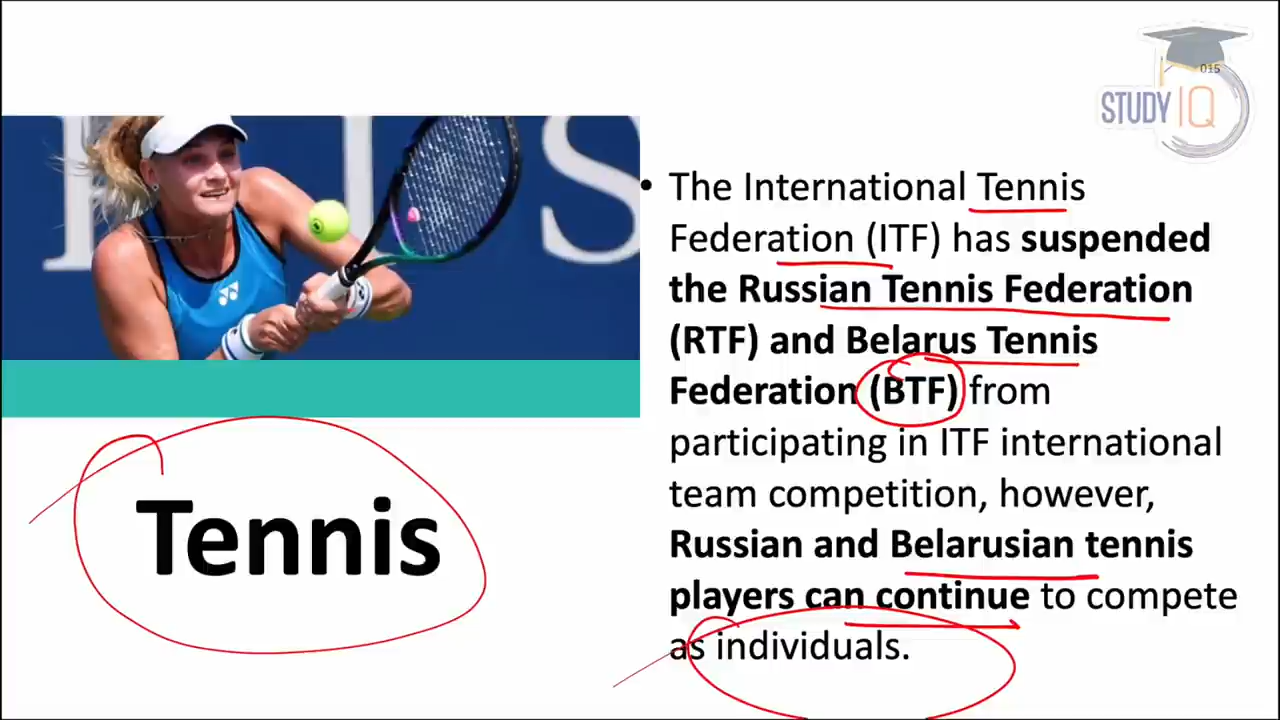 015
STUDY IQ
• The International Tennis
Federation (ITF) has suspended
the Russian Tennis Federation
(RTF) and Belarus Tennis
Federation (BTF) from
participating in ITF international
team competition, however,
Russian and Belarusian tennis
players can continue to compete
as individuals.
Tennis